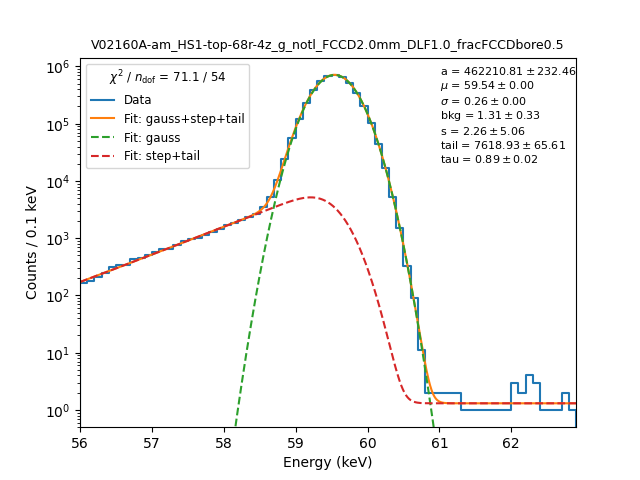 V02160A-am_HS1-top-68r-4z_g_notl_FCCD2.0mm_DLF1.0_fracFCCDbore0.5
χ² / n_dof = 71.1 / 54
Data
Fit: gauss+step+tail
Fit: gauss
Fit: step+tail
a = 462210.81 ± 232.46
μ = 59.54 ± 0.00
σ = 0.26 ± 0.00
bkg = 1.31 ± 0.33
s = 2.26 ± 5.06
tail = 7618.93 ± 65.61
tau = 0.89 ± 0.02
Counts / 0.1 keV
10⁶
10⁵
10⁴
10³
10²
10¹
10⁰
56 57 58 59 60 61 62
Energy (keV)